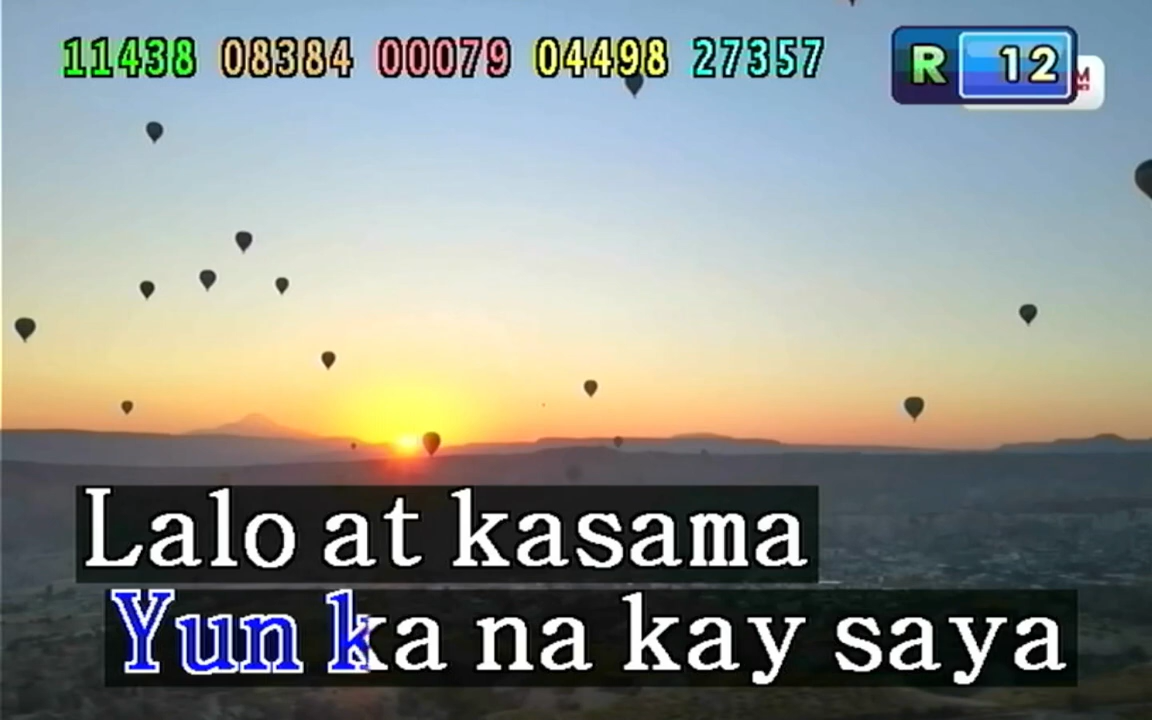 11438 08384 00079 04498 27357 R 12
Lalo at kasama
Yun ka na kay saya